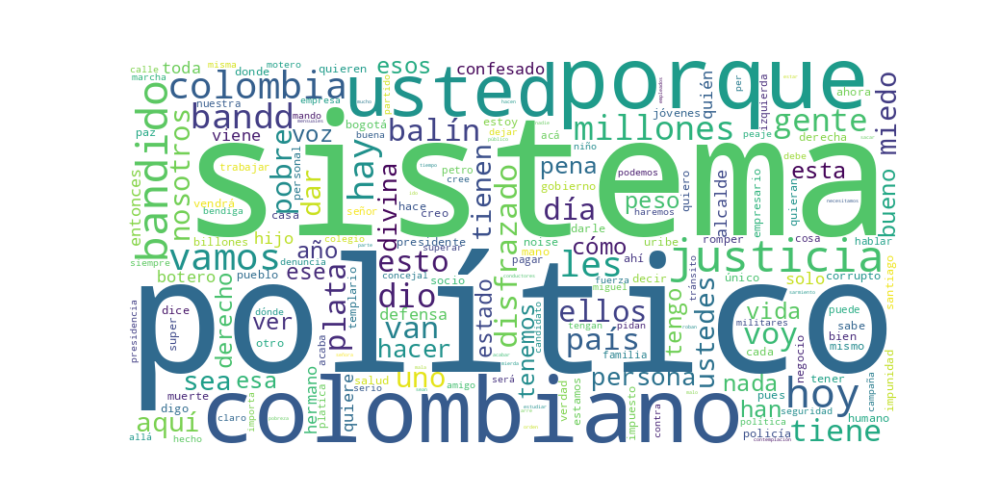 sistema
político
colombiano
porque
usted
justicia
colombia
bandido
bandd
balín
millones
gente
miedo
bueno
esta
nosotros
pobre
voz
dar
hay
divina
tienen
disfrazado
pena
día
peso
esos
toda
confesado
viene
vamos
hijo
año
ese
esto
dio
plata
les
cómo
ellos
país
tengo
ustedes
vida
voy
hoy
nada
han
tiene
persona
van
hacer
estado
tenemos
uno
sea
esa
aquí
derecho
ver
botero
hermano
quiere
defensa
salud
solo
corrupto
impunidad
santiago
alcalde
empresario
quién
izquierda
derecha
ahora
jóvenes
peaje
per
calle
marcha
misma
donde
motero
quieren
nuestra
empresa
mando
bogotá
buena
partido
estoy
dejar
acá
niño
paz
entonces
trabajar
personal
petro
cree
tiempo
gobierno
podemos
quiero
debe
haremos
vendrá
bendiga
casa
señor
hace
creo
darle
uribe
romper
quieran
cosa
hablar
billones
colegio
presidente
superar
noise
mano
ahí
siempre
denuncia
pueblo
concejal
socio
pagar
fuerza
decir
tránsito
único
miguel
presidencia
dice
super
dónde
otro
templario
acaba
candidato
tengan
pidan
familia
militares
cada
negocio
puede
sabe
bien
mismo
muerte
digo
claro
importa
platica
serio
amigo
será
verdad
estamos
impuesto
contra
política
policía
pues
seguridad
tener
campaña
humano
allá
hecho
contemplación
conductores
sarmiento
necesitamos
estudiar